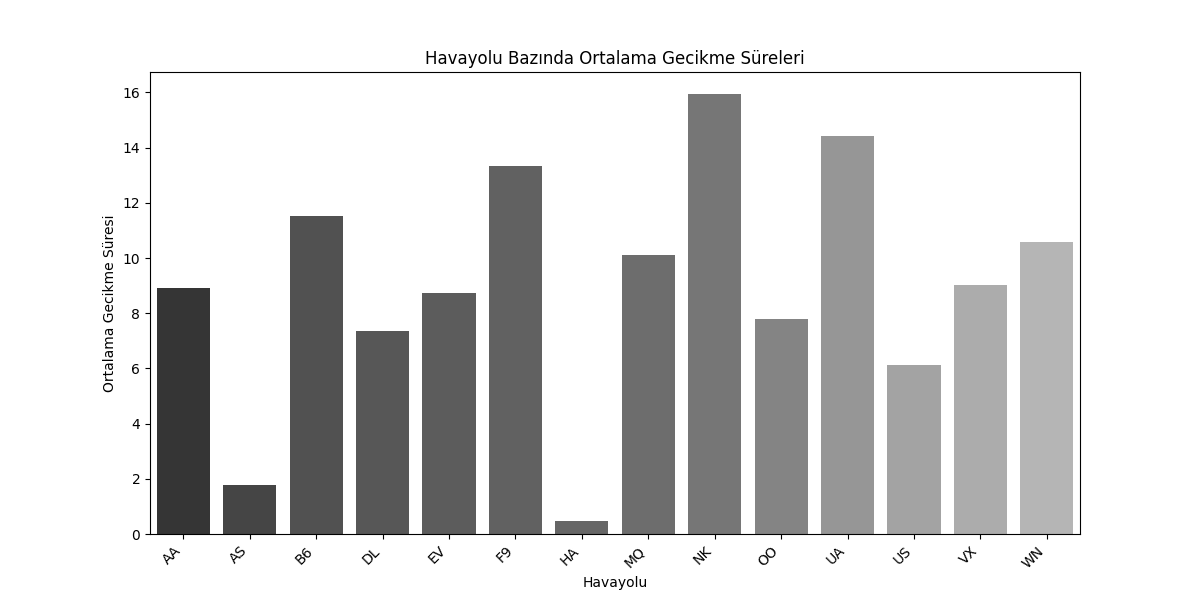 Havayolu Bazında Ortalama Gecikme Süreleri
Ortalama Gecikme Süresi
16
14
12
10
8
6
4
2
0
AA AS B6 DL EV F9 HA MQ NK OO UA US VX WN
Havayolu